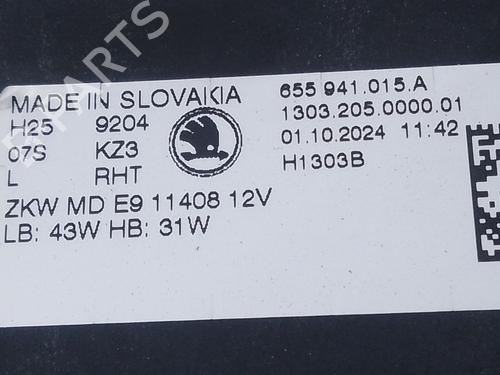 MADE IN SLOVAKIA
H25 9204
07S KZ3
L RHT
ZKW MD E9 11408 12V
LB: 43W HB: 31W
655 941.015.A
1303.205.0000.01
01.10.2024 11:42
H1303B
PARTS